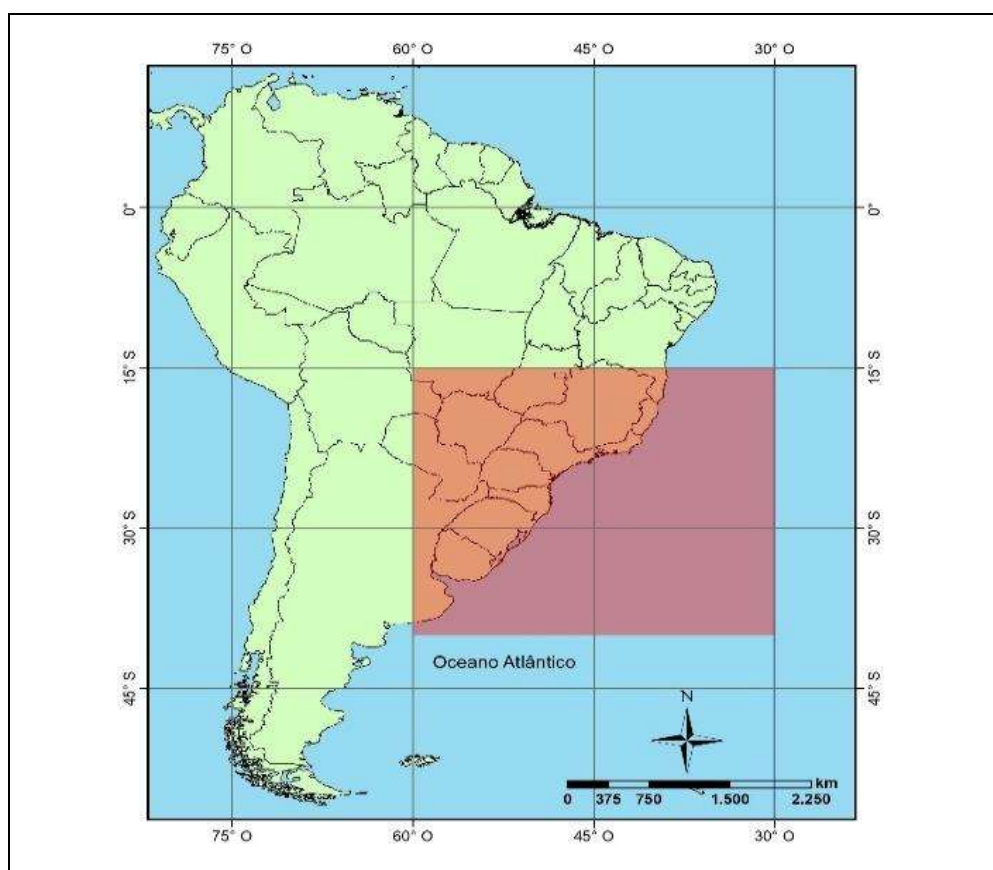 75° O 60° O 45° O 30° O
0° 0°
15° S 15° S
30° S 30° S
Oceano Atlântico
45° S 45° S
N
km
0 375 750 1.500 2.250
75° O 60° O 45° O 30° O